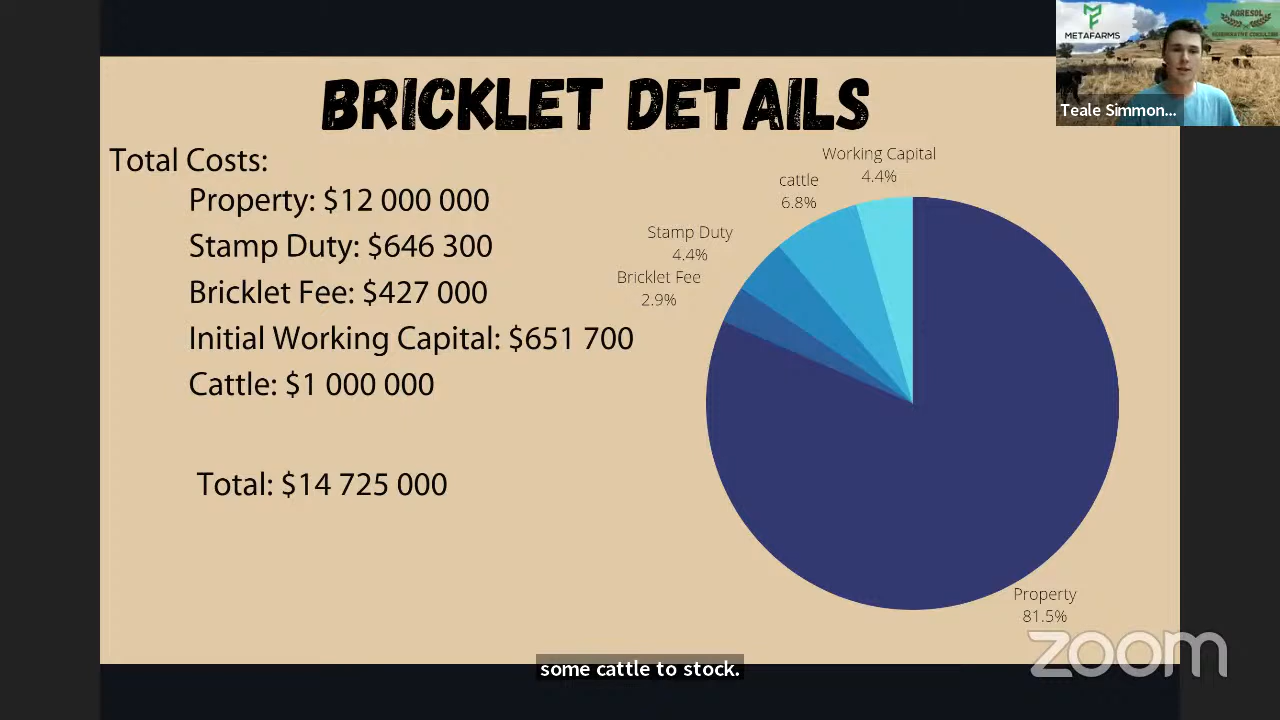 BRICKLET DETAILS
Total Costs:
Property: $12 000 000
Stamp Duty: $646 300
Bricklet Fee: $427 000
Initial Working Capital: $651 700
Cattle: $1 000 000
Total: $14 725 000
Working Capital
4.4%
cattle
6.8%
Stamp Duty
4.4%
Bricklet Fee
2.9%
Property
81.5%
METAFARMS
AGRESOL
Teale Simmon...
some cattle to stock.
zoom